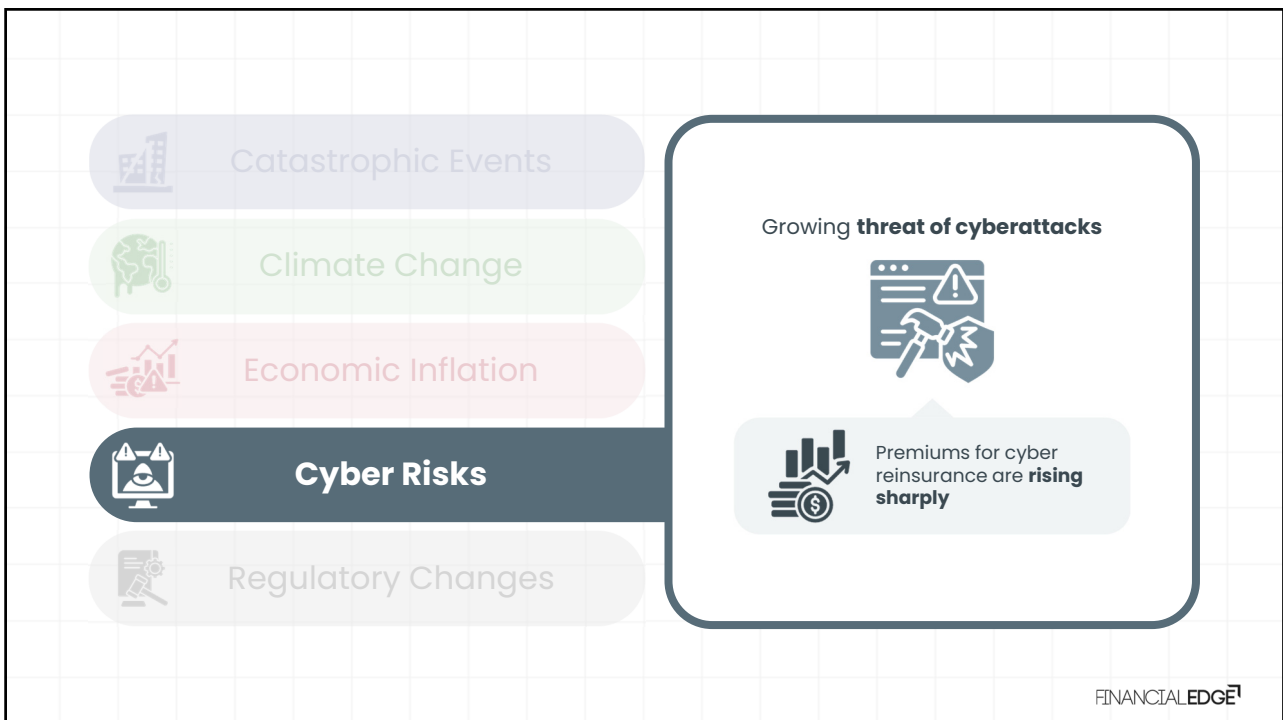 Catastrophic Events
Climate Change
Economic Inflation
Cyber Risks
Regulatory Changes
Growing threat of cyberattacks
Premiums for cyber
reinsurance are rising
sharply
FINANCIALEDGE